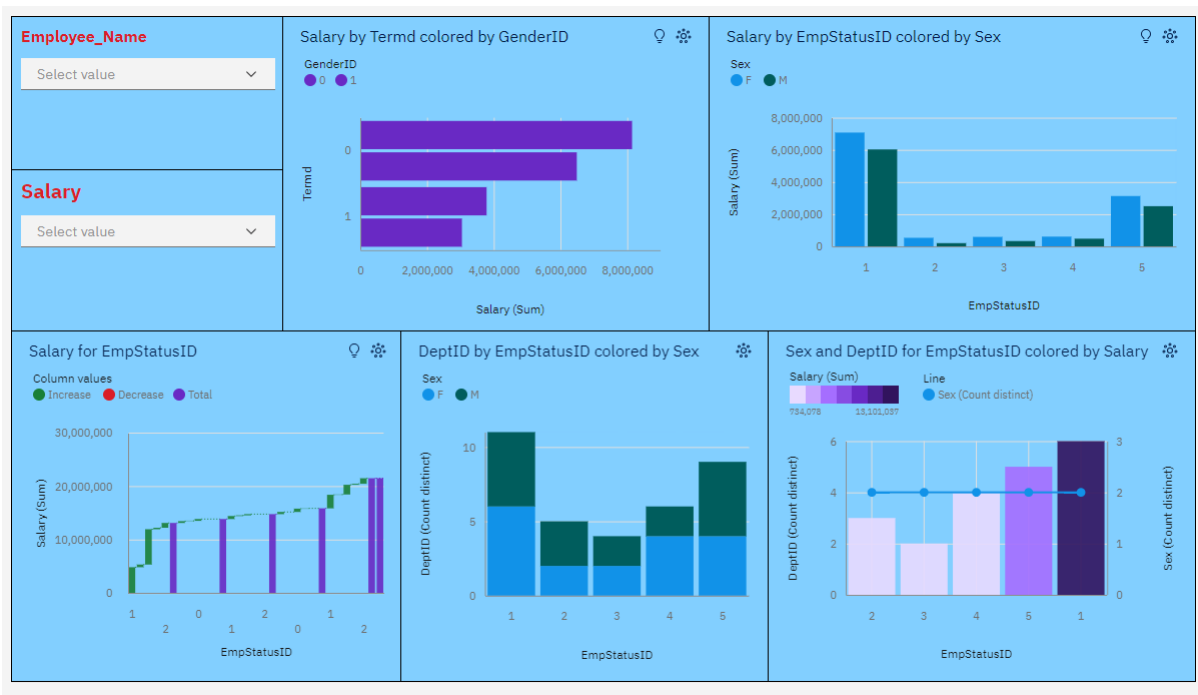 Employee_Name
Select value
Salary
Select value
Salary by Termd colored by GenderID
GenderID
0 1
Termd
0
1
0 2,000,000 4,000,000 6,000,000 8,000,000
Salary (Sum)
Salary by EmpStatusID colored by Sex
Sex
F M
Salary (Sum)
8,000,000
6,000,000
4,000,000
2,000,000
0
1 2 3 4 5
EmpStatusID
Salary for EmpStatusID
Column values
Increase Decrease Total
Salary (Sum)
30,000,000
20,000,000
10,000,000
0
1 0 2 1
2 1 0 2
EmpStatusID
DeptID by EmpStatusID colored by Sex
Sex
F M
DeptID (Count distinct)
10
5
0
1 2 3 4 5
EmpStatusID
Sex and DeptID for EmpStatusID colored by Salary
Salary (Sum)
734,078 13,101,037
Line
Sex (Count distinct)
DeptID (Count distinct)
6
4
2
0
3
2
1
0
Sex (Count distinct)
2 3 4 5 1
EmpStatusID